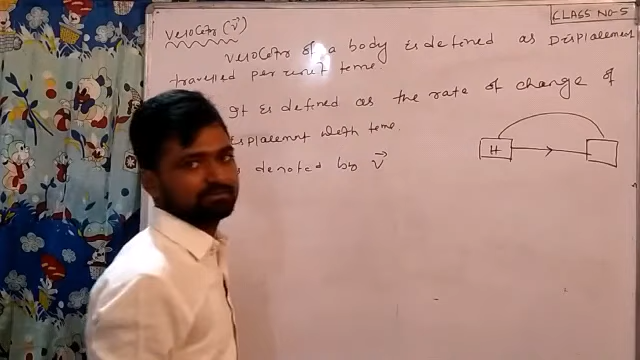 CLASS NO-5
Velocity (v⃗)
Velocity of a body is defined as Displacement
travelled per unit time.
It is defined as the rate of change of
isplacemnt with time.
denoted by v⃗
H